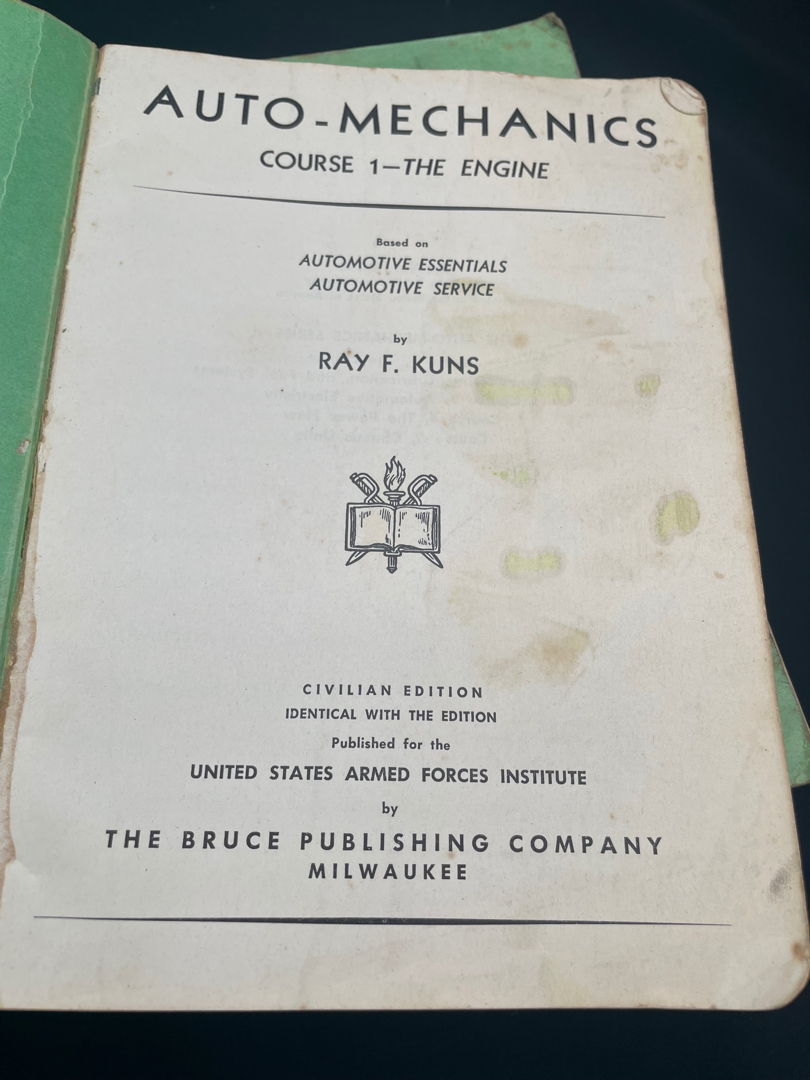 AUTO-MECHANICS
COURSE 1—THE ENGINE
Based on
AUTOMOTIVE ESSENTIALS
AUTOMOTIVE SERVICE
by
RAY F. KUNS
CIVILIAN EDITION
IDENTICAL WITH THE EDITION
Published for the
UNITED STATES ARMED FORCES INSTITUTE
by
THE BRUCE PUBLISHING COMPANY
MILWAUKEE